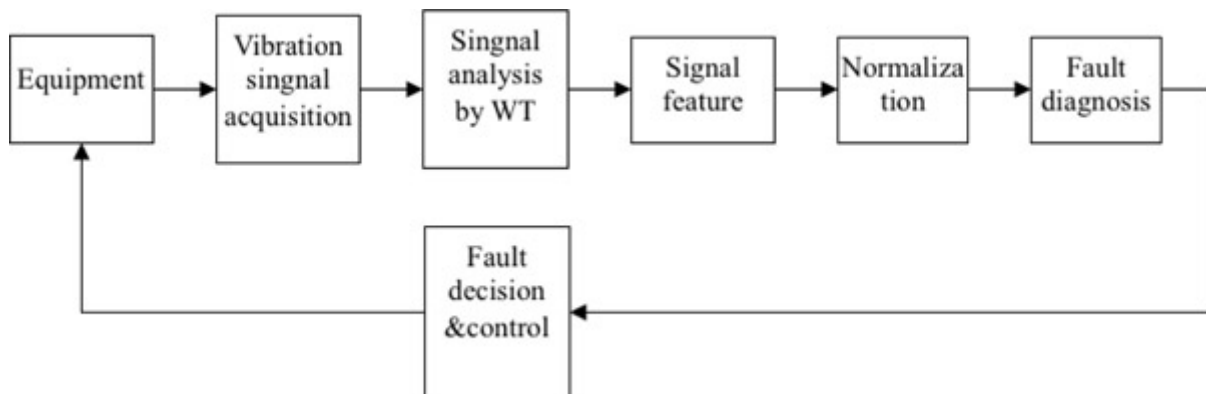 Equipment
Vibration
singnal
acquisition
Singnal
analysis
by WT
Signal
feature
Normaliza
tion
Fault
diagnosis
Fault
decision
&control